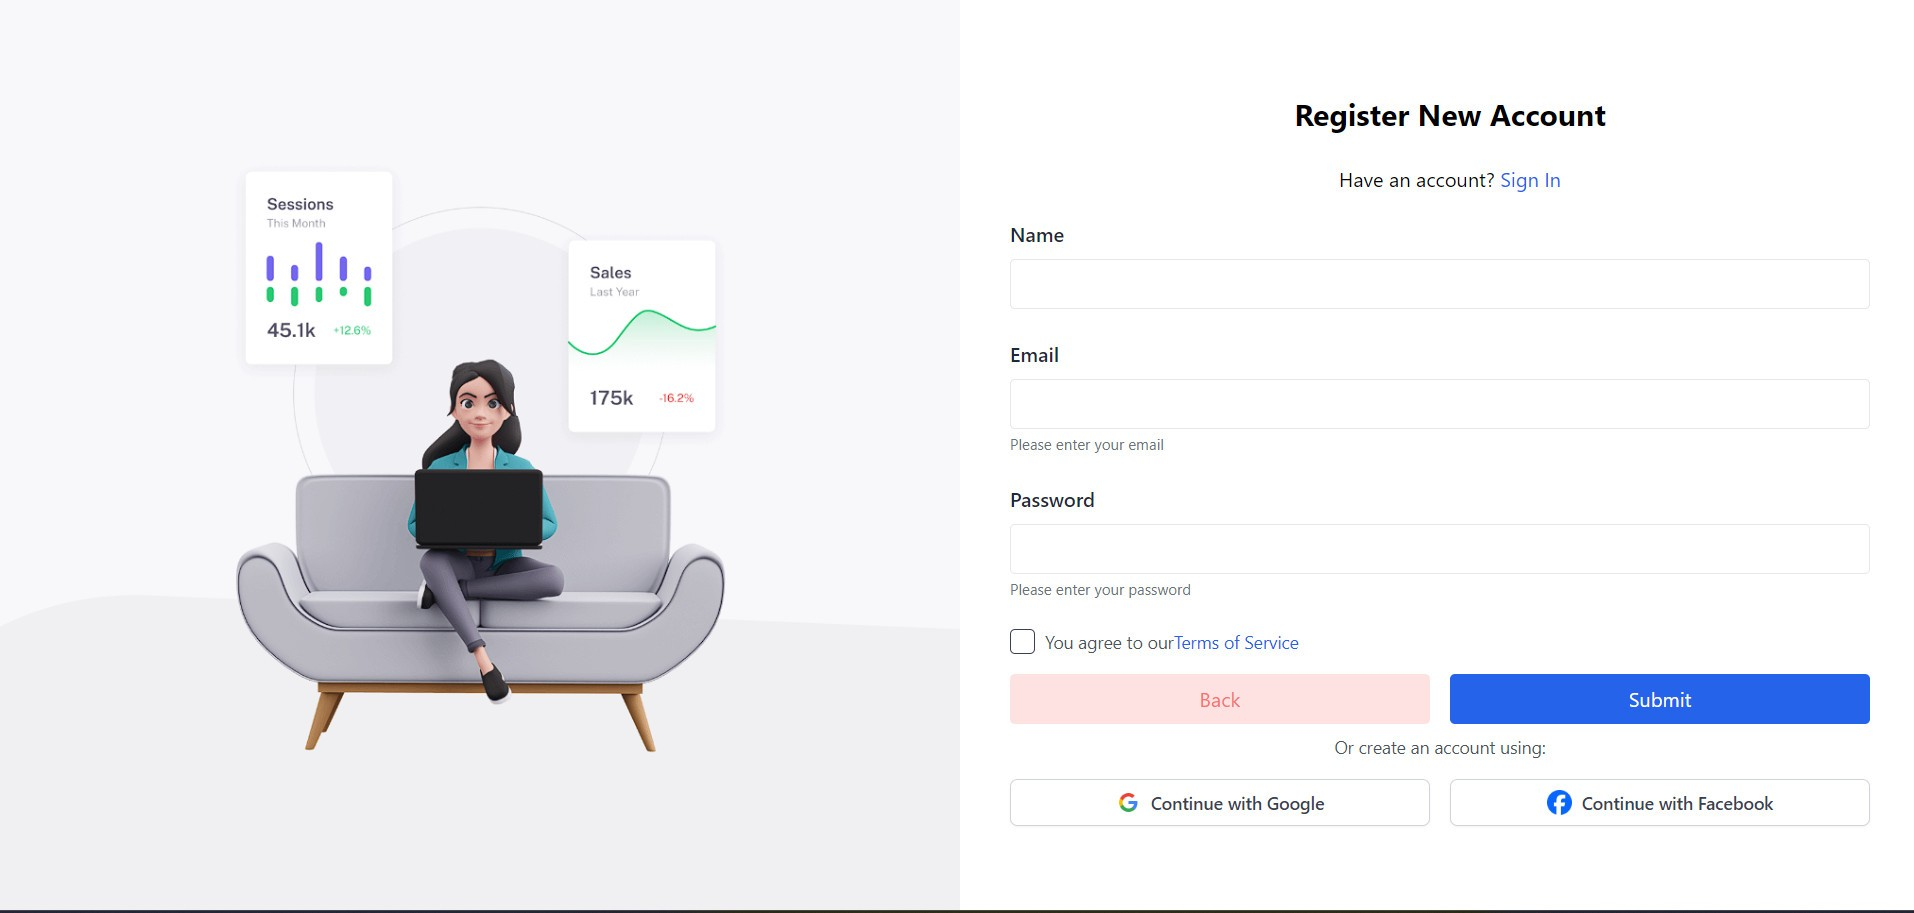 Sessions
This Month
45.1k +12.6%
Sales
Last Year
175k -16.2%
Register New Account
Have an account? Sign In
Name
Email
Please enter your email
Password
Please enter your password
You agree to ourTerms of Service
Back Submit
Or create an account using:
Continue with Google Continue with Facebook